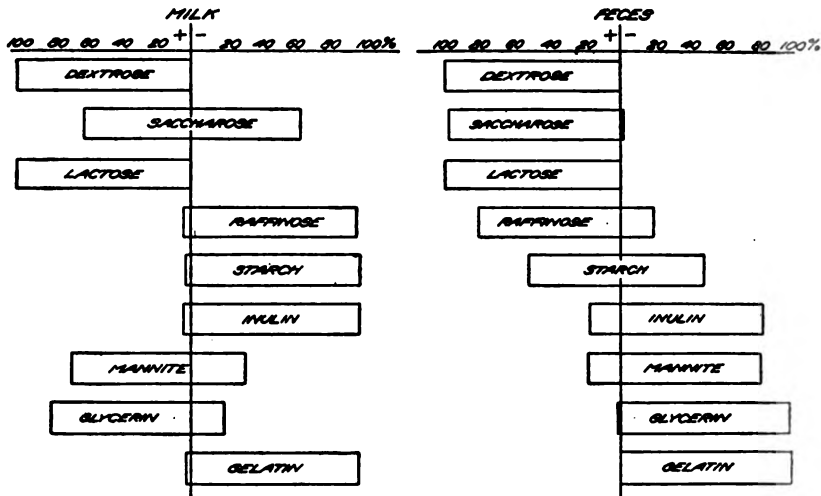 MILK
+ -
100 80 60 40 20 20 40 60 80 100%
DEXTROSE
SACCHAROSE
LACTOSE
RAFFINOSE
STARCH
INULIN
MANNITE
GLYCERIN
GELATIN
FECES
+ -
100 80 60 40 20 20 40 60 80 100%
DEXTROSE
SACCHAROSE
LACTOSE
RAFFINOSE
STARCH
INULIN
MANNITE
GLYCERIN
GELATIN